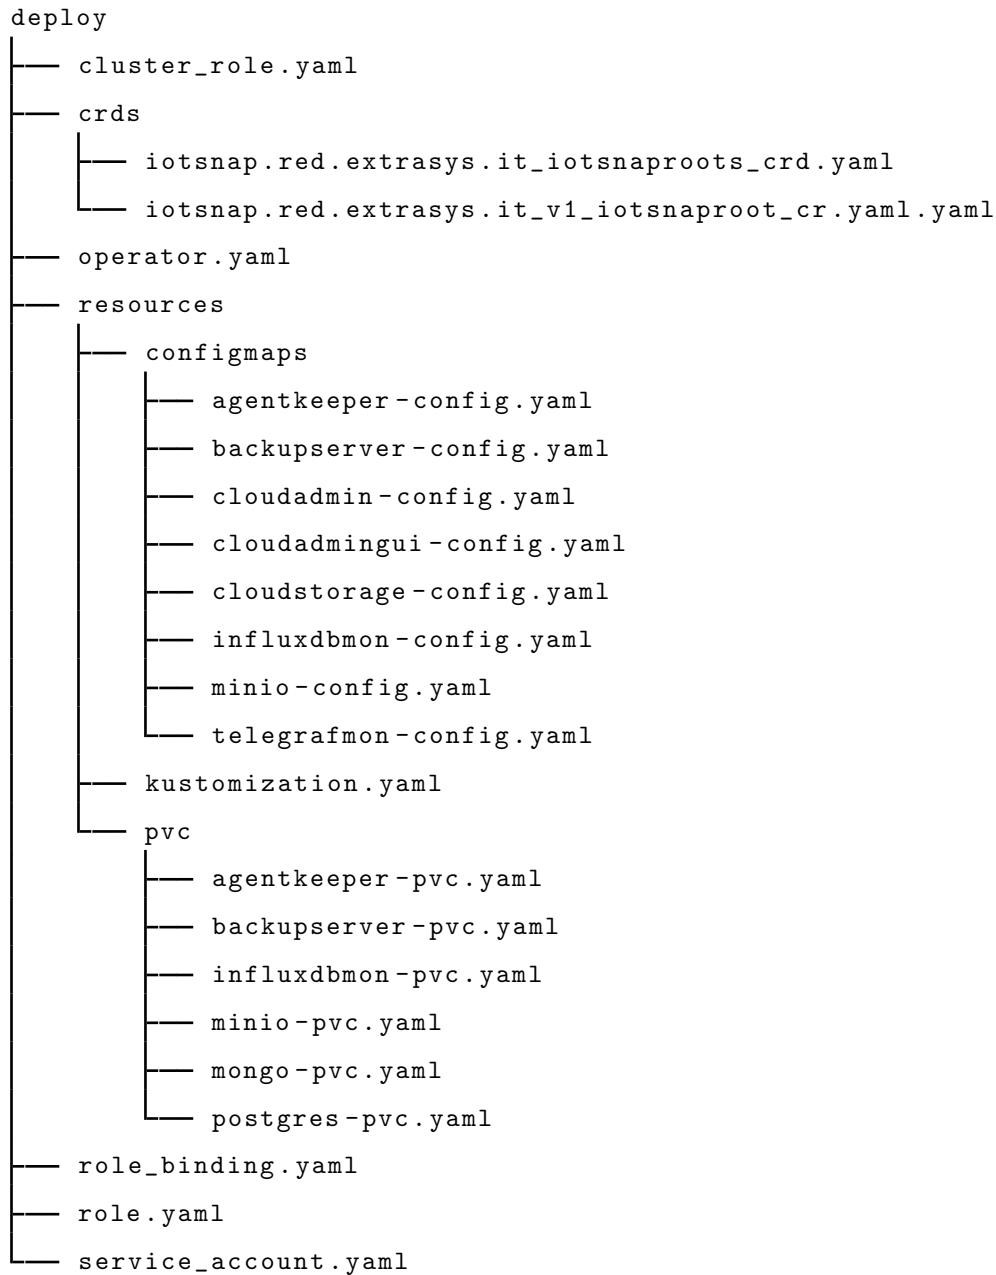 deploy
cluster_role.yaml
crds
iotsnap.red.extrasys.it_iotsnaproots_crd.yaml
iotsnap.red.extrasys.it_v1_iotsnaproot_cr.yaml.yaml
operator.yaml
resources
configmaps
agentkeeper-config.yaml
backupserver-config.yaml
cloudadmin-config.yaml
cloudadmingui-config.yaml
cloudstorage-config.yaml
influxdbmon-config.yaml
minio-config.yaml
telegrafmon-config.yaml
kustomization.yaml
pvc
agentkeeper-pvc.yaml
backupserver-pvc.yaml
influxdbmon-pvc.yaml
minio-pvc.yaml
mongo-pvc.yaml
postgres-pvc.yaml
role_binding.yaml
role.yaml
service_account.yaml